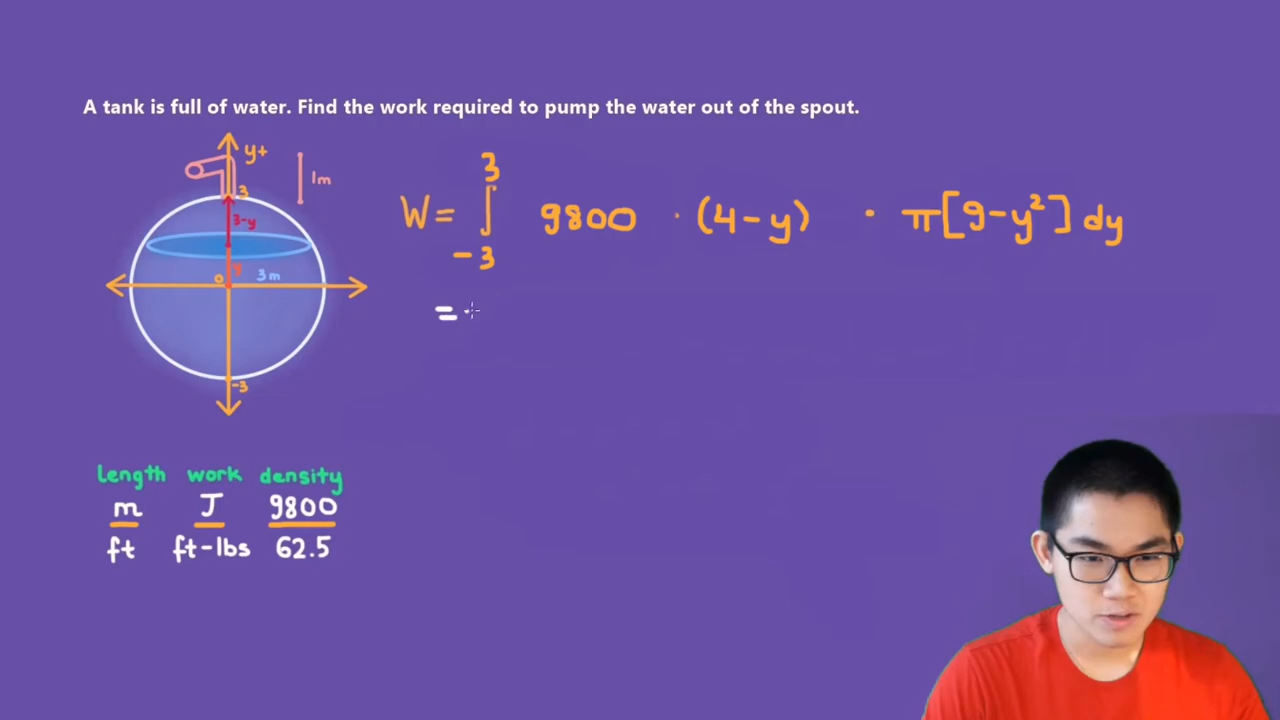 A tank is full of water. Find the work required to pump the water out of the spout.
y+
1m
3
3-y
y
0
3m
-3
W = ∫_{-3}^{3} 9800 · (4-y) · π[9-y²] dy
=
length work density
m J 9800
ft ft-lbs 62.5